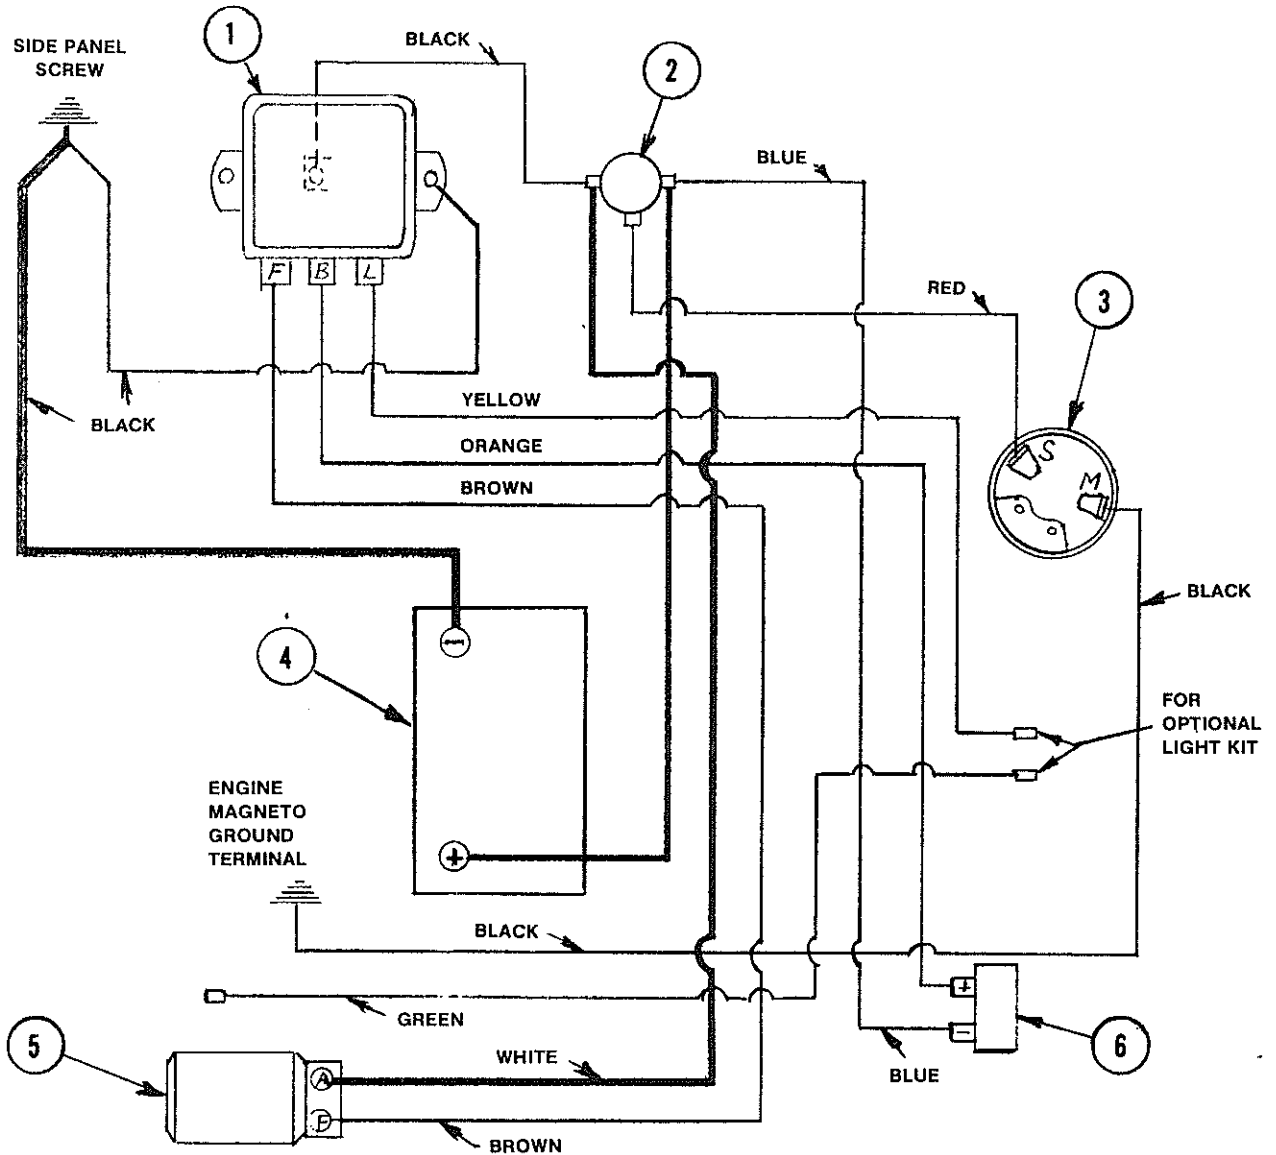 1
BLACK
SIDE PANEL
SCREW
2
BLUE
F B L
RED
3
YELLOW
BLACK
ORANGE
BROWN
S
M
BLACK
−
4
FOR
OPTIONAL
LIGHT KIT
ENGINE
MAGNETO
GROUND
TERMINAL
+
BLACK
+
GREEN
−
5
6
WHITE
BLUE
A
F
BROWN